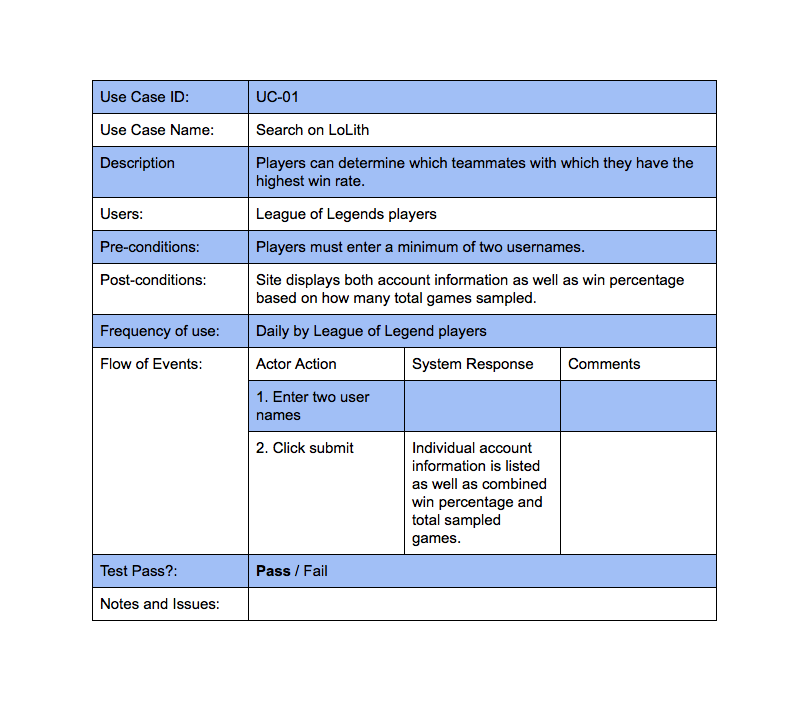 Use Case ID: UC-01
Use Case Name: Search on LoLith
Description Players can determine which teammates with which they have the
highest win rate.
Users: League of Legends players
Pre-conditions: Players must enter a minimum of two usernames.
Post-conditions: Site displays both account information as well as win percentage
based on how many total games sampled.
Frequency of use: Daily by League of Legend players
Flow of Events: Actor Action System Response Comments
1. Enter two user
names
2. Click submit Individual account
information is listed
as well as combined
win percentage and
total sampled
games.
Test Pass?: Pass / Fail
Notes and Issues: